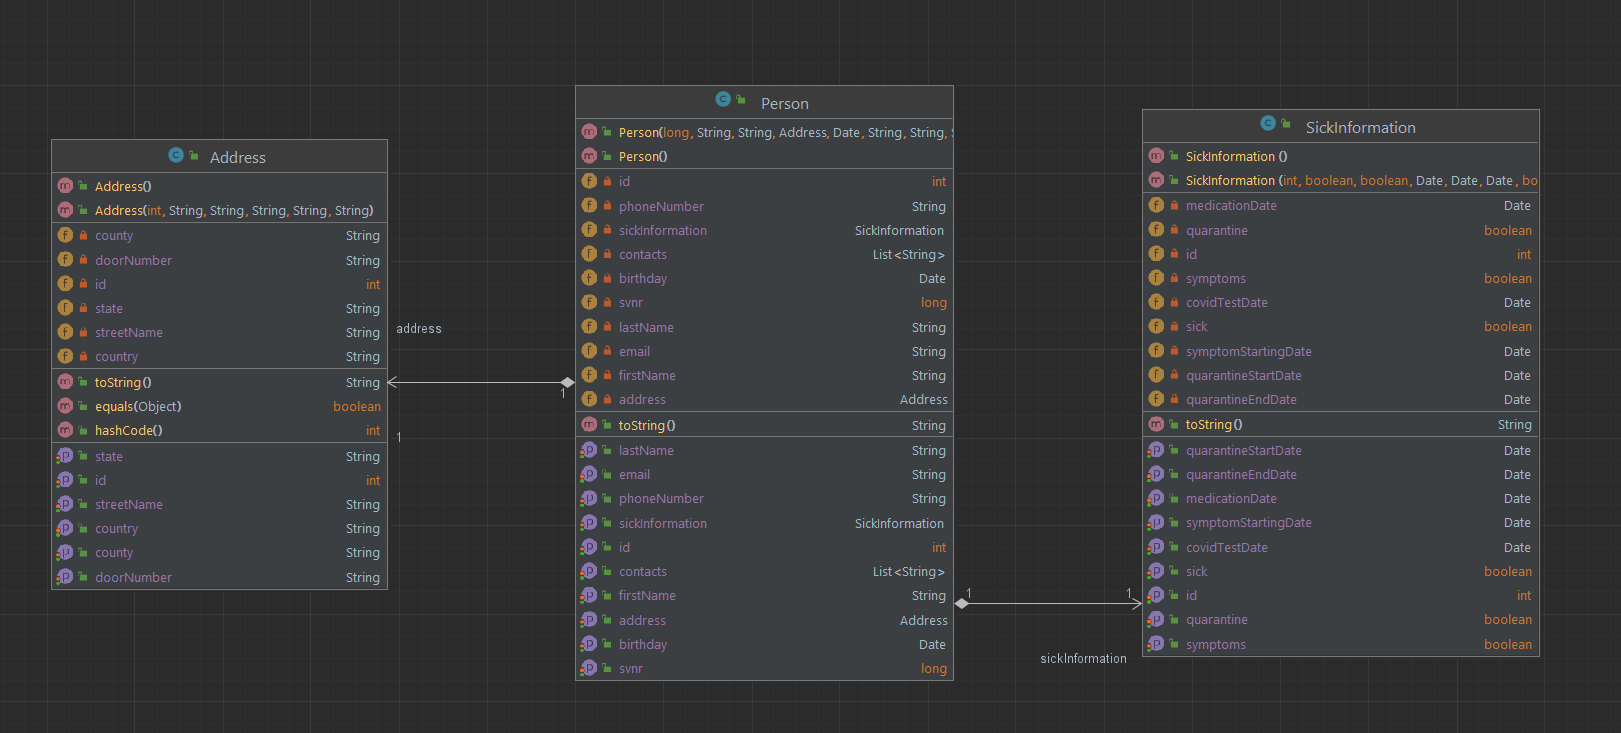 Address
Address()
Address(int, String, String, String, String, String)
county String
doorNumber String
id int
state String
streetName String
country String
toString() String
equals(Object) boolean
hashCode() int
state String
id int
streetName String
country String
county String
doorNumber String
address
1
1
Person
Person(long, String, String, Address, Date, String, String, S
Person()
id int
phoneNumber String
sickInformation SickInformation
contacts List<String>
birthday Date
svnr long
lastName String
email String
firstName String
address Address
toString() String
lastName String
email String
phoneNumber String
sickInformation SickInformation
id int
contacts List<String>
firstName String
address Address
birthday Date
svnr long
1
1
sickInformation
SickInformation
SickInformation ()
SickInformation (int, boolean, boolean, Date, Date, Date, bo
medicationDate Date
quarantine boolean
id int
symptoms boolean
covidTestDate Date
sick boolean
symptomStartingDate Date
quarantineStartDate Date
quarantineEndDate Date
toString() String
quarantineStartDate Date
quarantineEndDate Date
medicationDate Date
symptomStartingDate Date
covidTestDate Date
sick boolean
id int
quarantine boolean
symptoms boolean